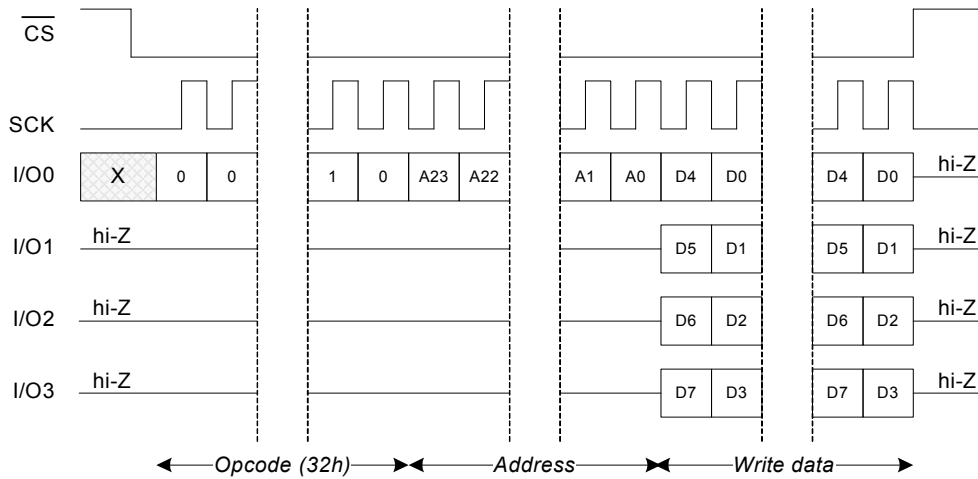 CS
SCK
I/O0 X 0 0 1 0 A23 A22 A1 A0 D4 D0 D4 D0 hi-Z
I/O1 hi-Z D5 D1 D5 D1 hi-Z
I/O2 hi-Z D6 D2 D6 D2 hi-Z
I/O3 hi-Z D7 D3 D7 D3 hi-Z
Opcode (32h) Address Write data